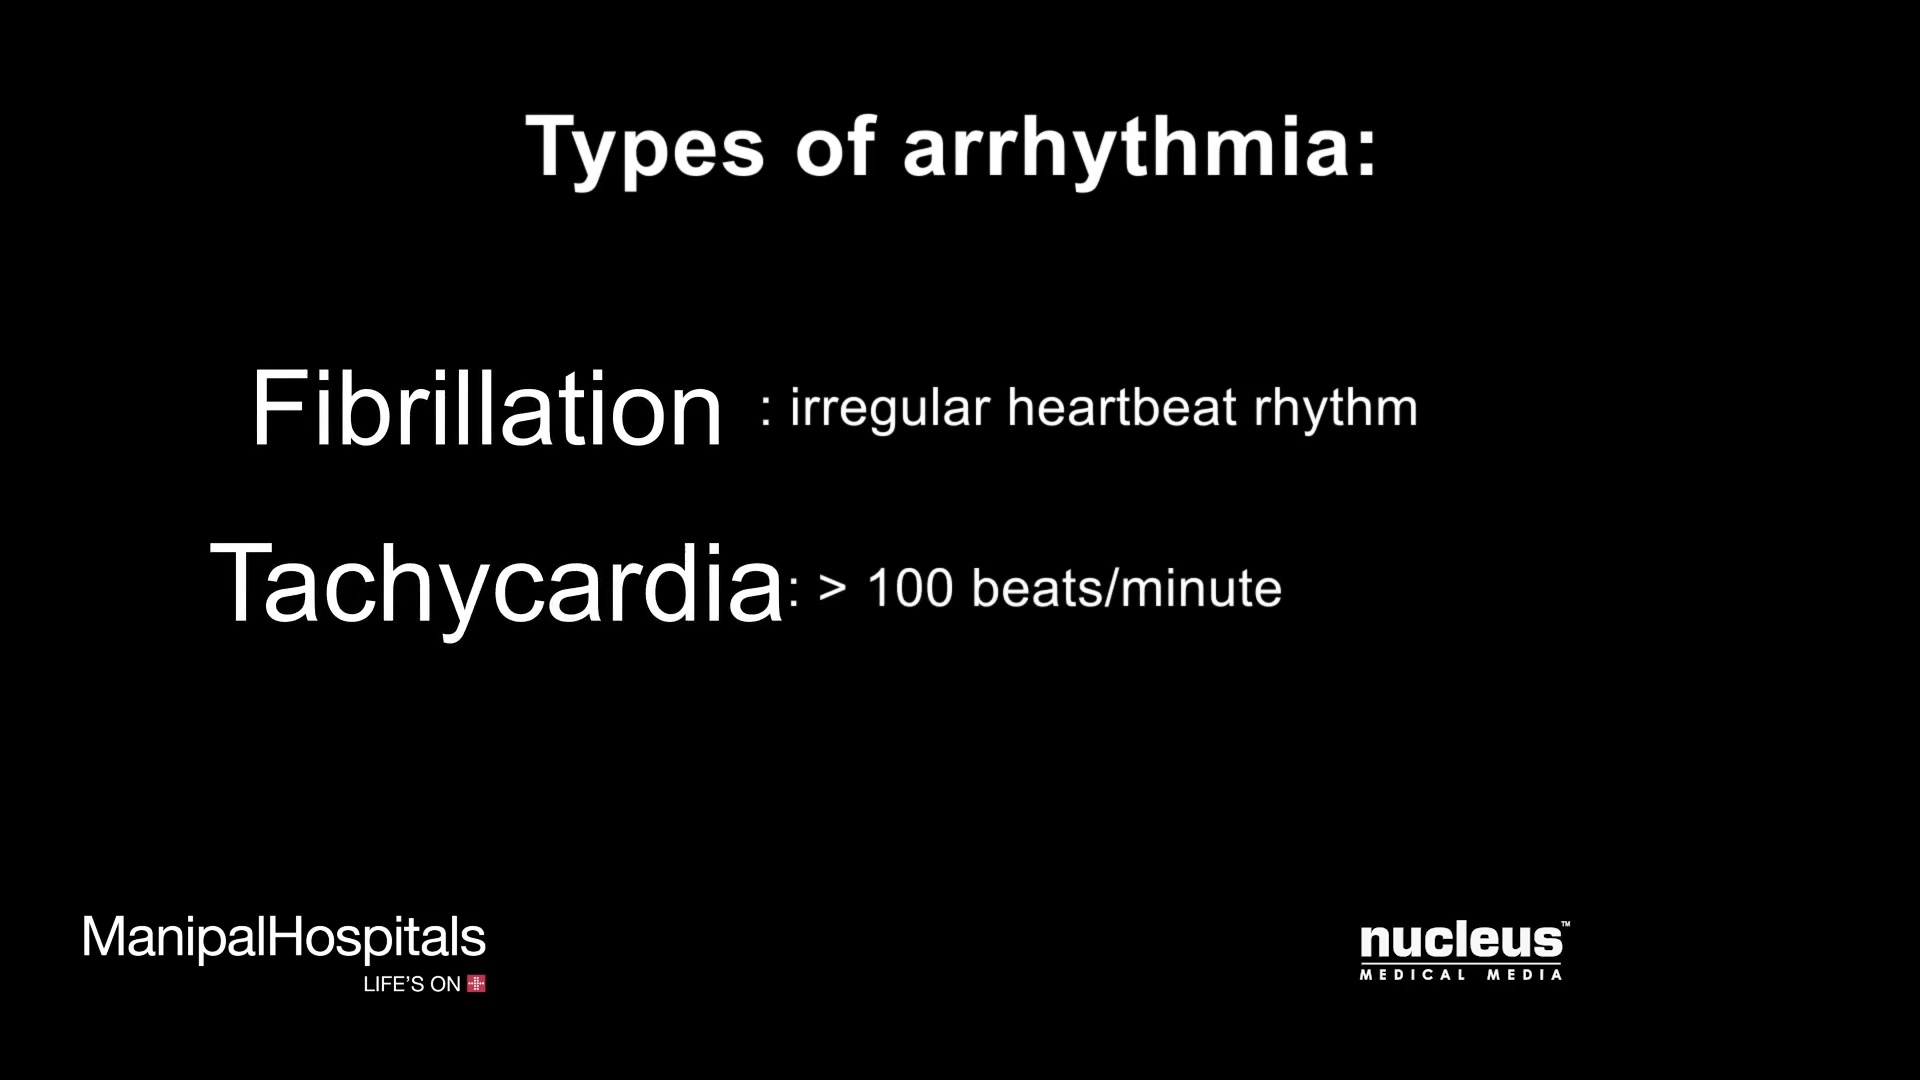 Types of arrhythmia:
Fibrillation : irregular heartbeat rhythm
Tachycardia: > 100 beats/minute
ManipalHospitals
LIFE'S ON
nucleus™
MEDICAL MEDIA